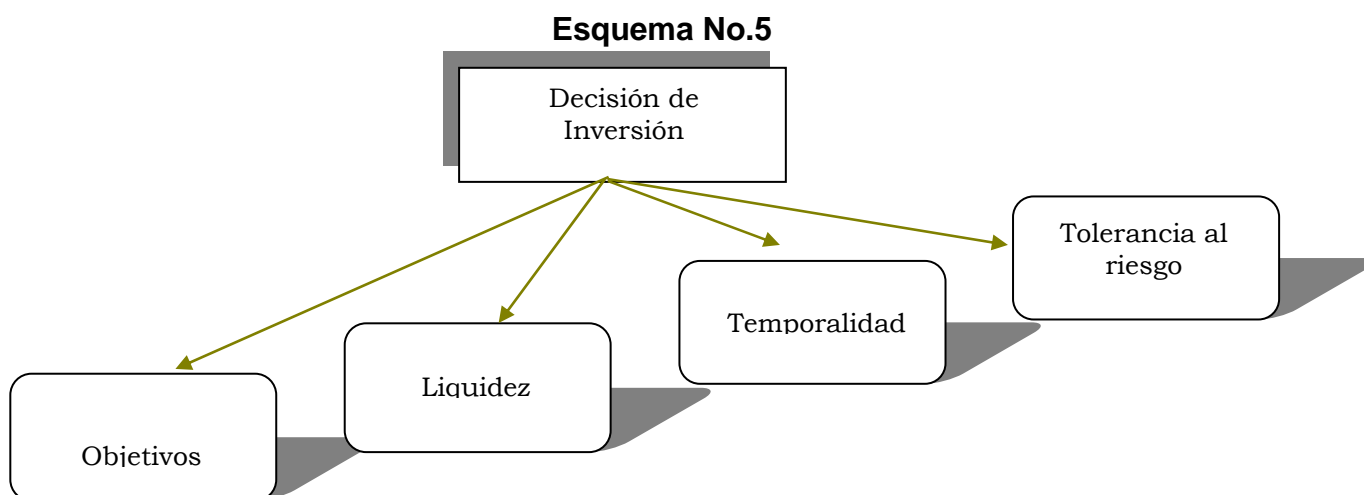 Esquema No.5
Decisión de
Inversión
Tolerancia al
riesgo
Temporalidad
Liquidez
Objetivos